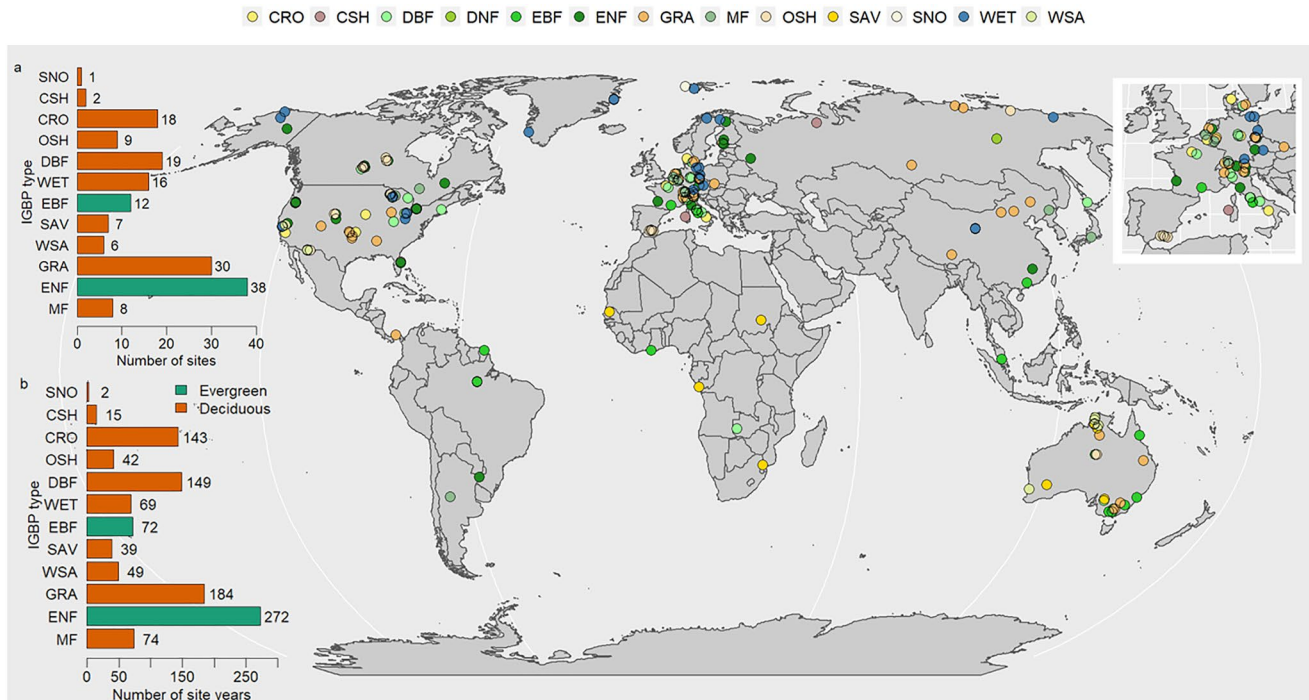 CRO CSH DBF DNF EBF ENF GRA MF OSH SAV SNO WET WSA
a
IGBP type
SNO 1
CSH 2
CRO 18
OSH 9
DBF 19
WET 16
EBF 12
SAV 7
WSA 6
GRA 30
ENF 38
MF 8
0 10 20 30 40
Number of sites
b
Evergreen
Deciduous
IGBP type
SNO 2
CSH 15
CRO 143
OSH 42
DBF 149
WET 69
EBF 72
SAV 39
WSA 49
GRA 184
ENF 272
MF 74
0 50 150 250
Number of site years